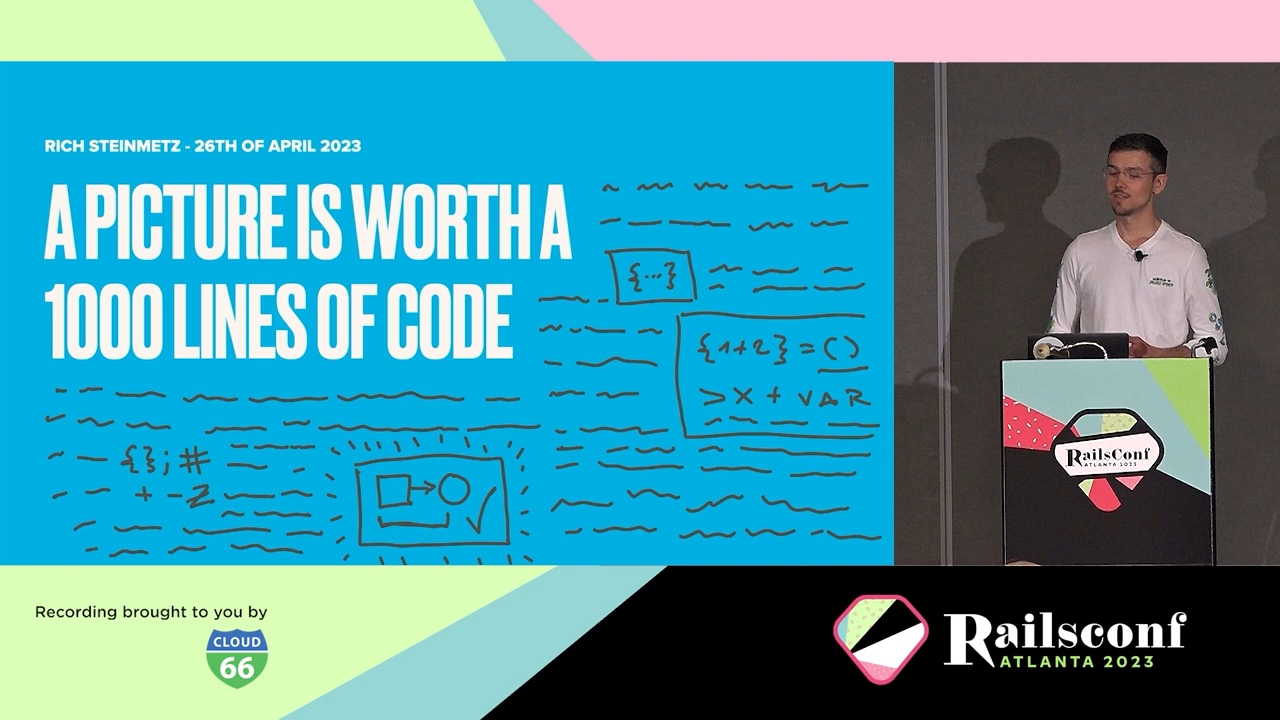 RICH STEINMETZ - 26TH OF APRIL 2023
A PICTURE IS WORTH A
1000 LINES OF CODE
{...}
{1+2} = ()
> X + VAR
{}; #
+ - Z
RailsConf
ATLANTA 2023
Recording brought to you by
CLOUD
66
Railsconf
ATLANTA 2023